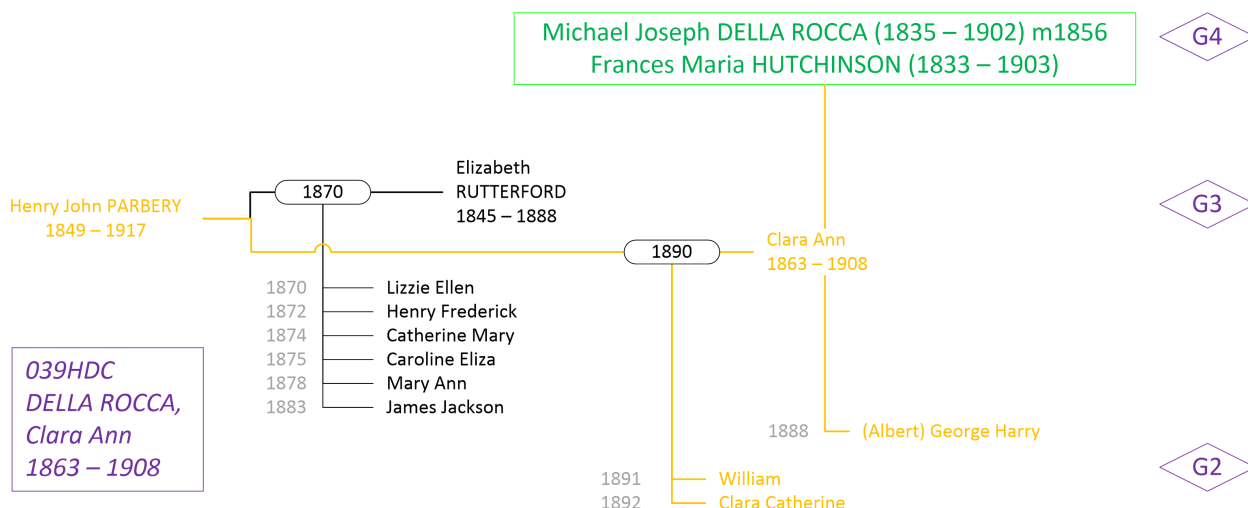 Michael Joseph DELLA ROCCA (1835 – 1902) m1856
Frances Maria HUTCHINSON (1833 – 1903)
G4
Henry John PARBERY
1849 – 1917
1870
Elizabeth
RUTTERFORD
1845 – 1888
G3
1890
Clara Ann
1863 – 1908
1870 Lizzie Ellen
1872 Henry Frederick
1874 Catherine Mary
1875 Caroline Eliza
1878 Mary Ann
1883 James Jackson
039HDC
DELLA ROCCA,
Clara Ann
1863 – 1908
1888 (Albert) George Harry
G2
1891 William
1892 Clara Catherine